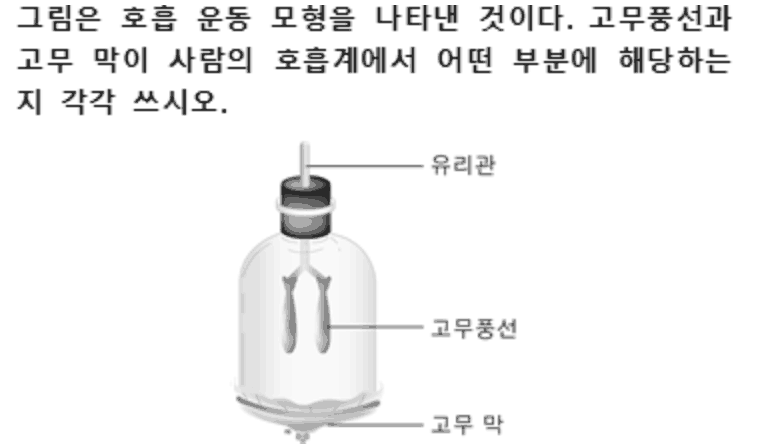 그림은 호흡 운동 모형을 나타낸 것이다. 고무풍선과
고무 막이 사람의 호흡계에서 어떤 부분에 해당하는
지 각각 쓰시오.
유리관
고무풍선
고무 막